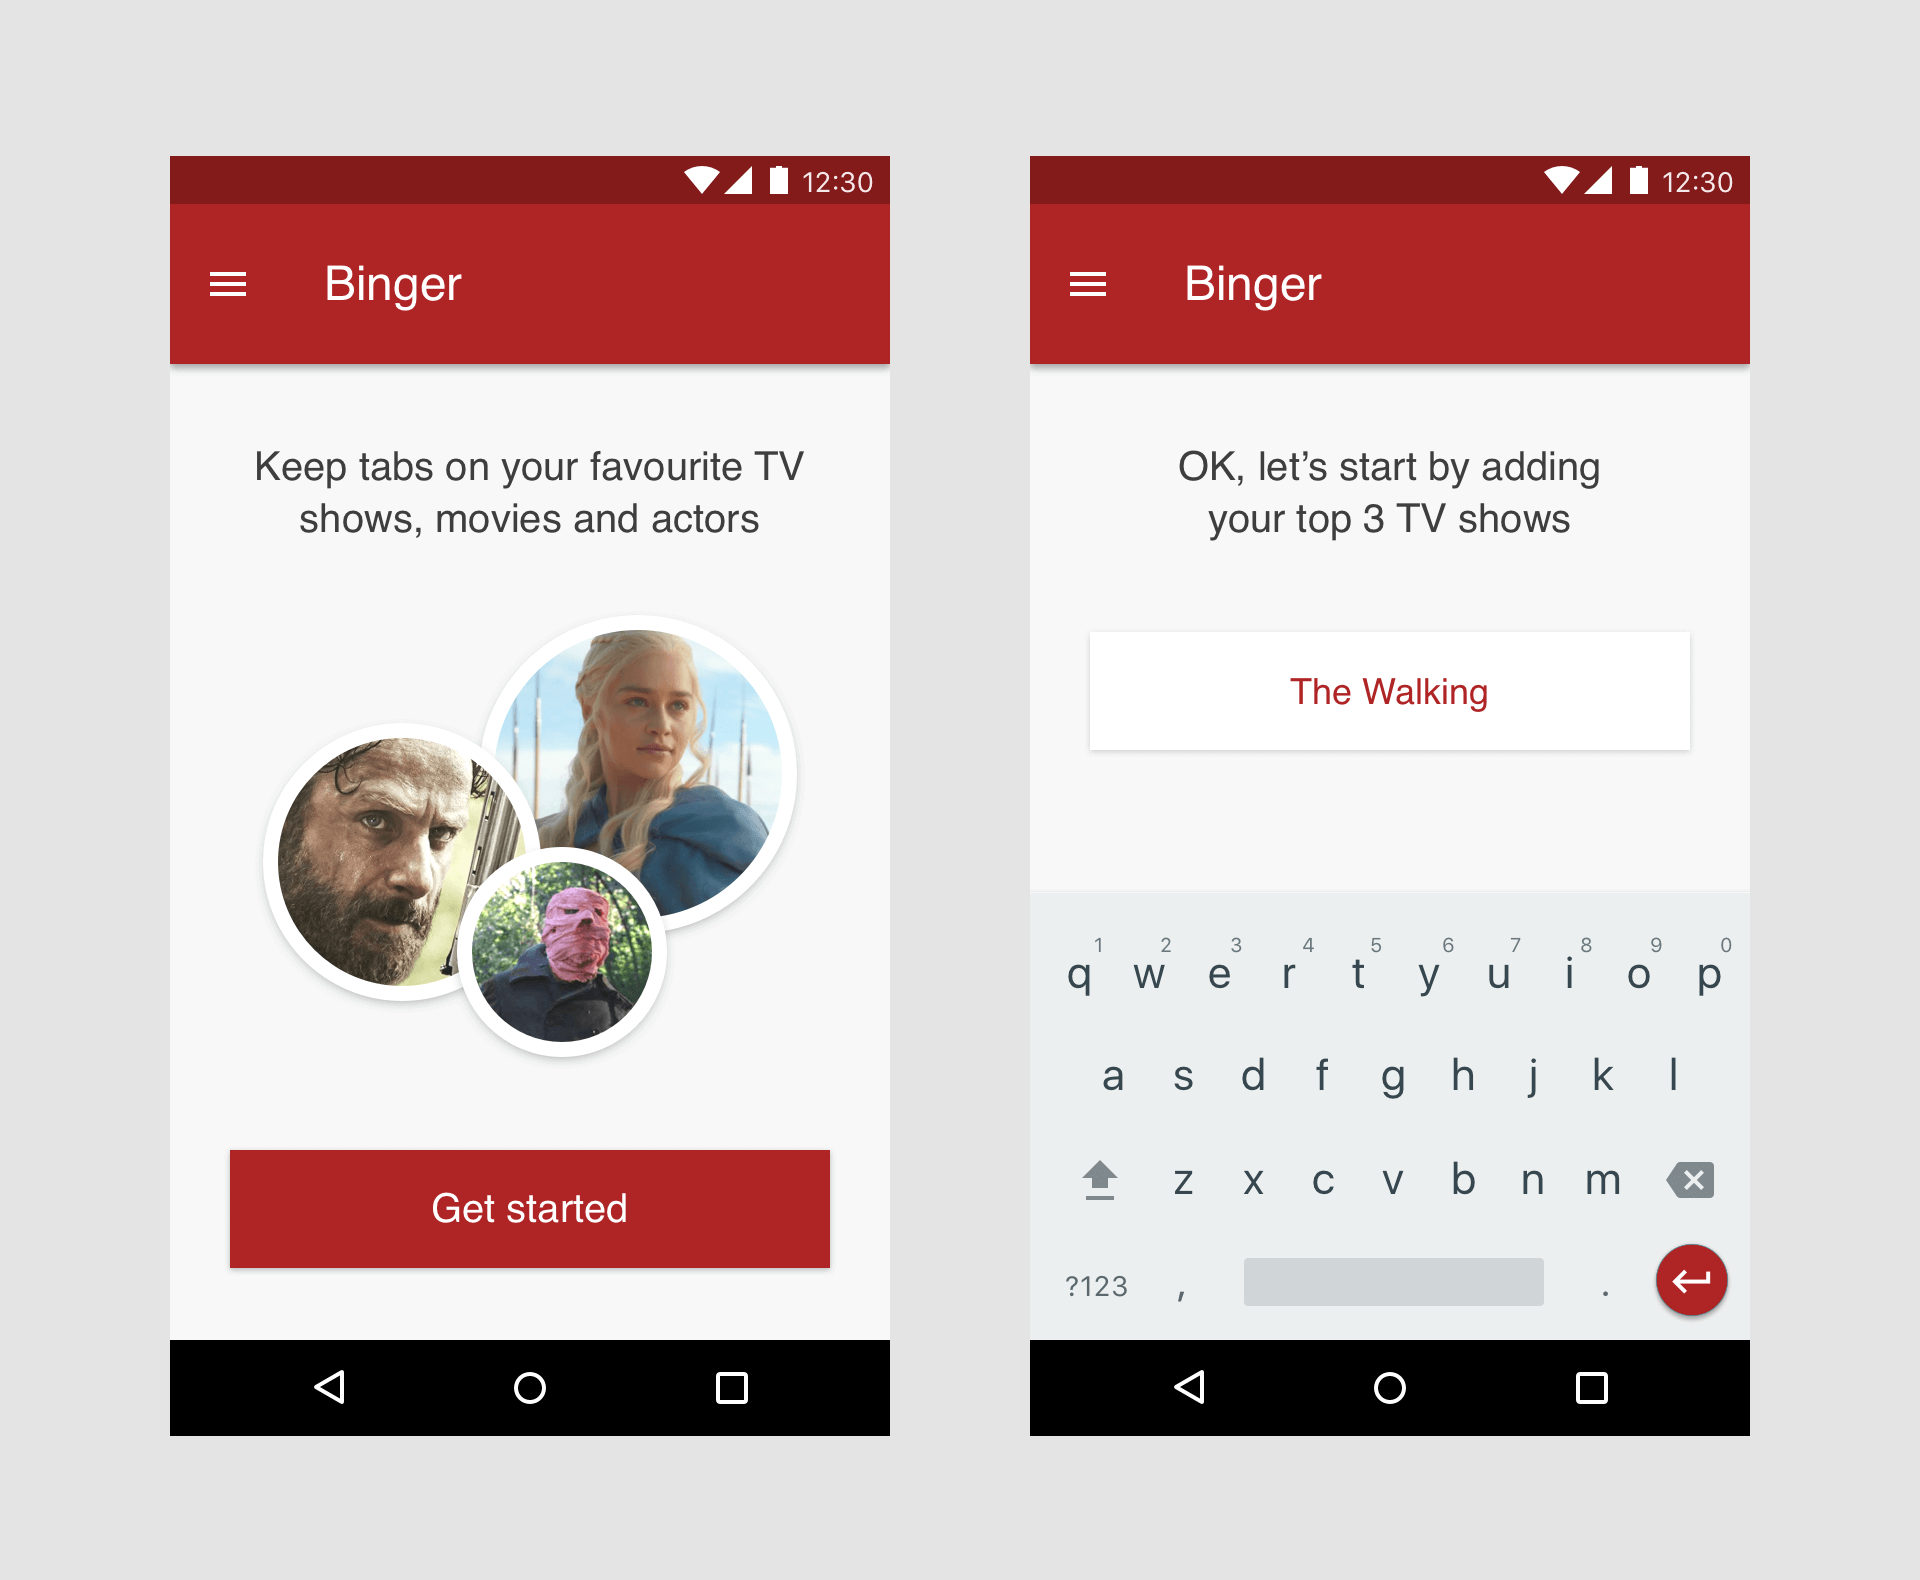 12:30
Binger
Keep tabs on your favourite TV
shows, movies and actors
Get started
12:30
Binger
OK, let’s start by adding
your top 3 TV shows
The Walking
1 2 3 4 5 6 7 8 9 0
q w e r t y u i o p
a s d f g h j k l
z x c v b n m
?123 , .